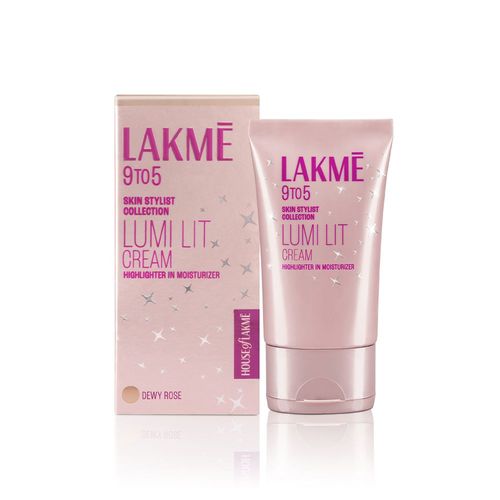 LAKMĒ
9TO5
SKIN STYLIST
COLLECTION
LUMI LIT
CREAM
HIGHLIGHTER IN MOISTURIZER
HOUSE of LAKMĒ
DEWY ROSE
LAKMĒ
9TO5
SKIN STYLIST
COLLECTION
LUMI LIT
CREAM
HIGHLIGHTER IN MOISTURIZER